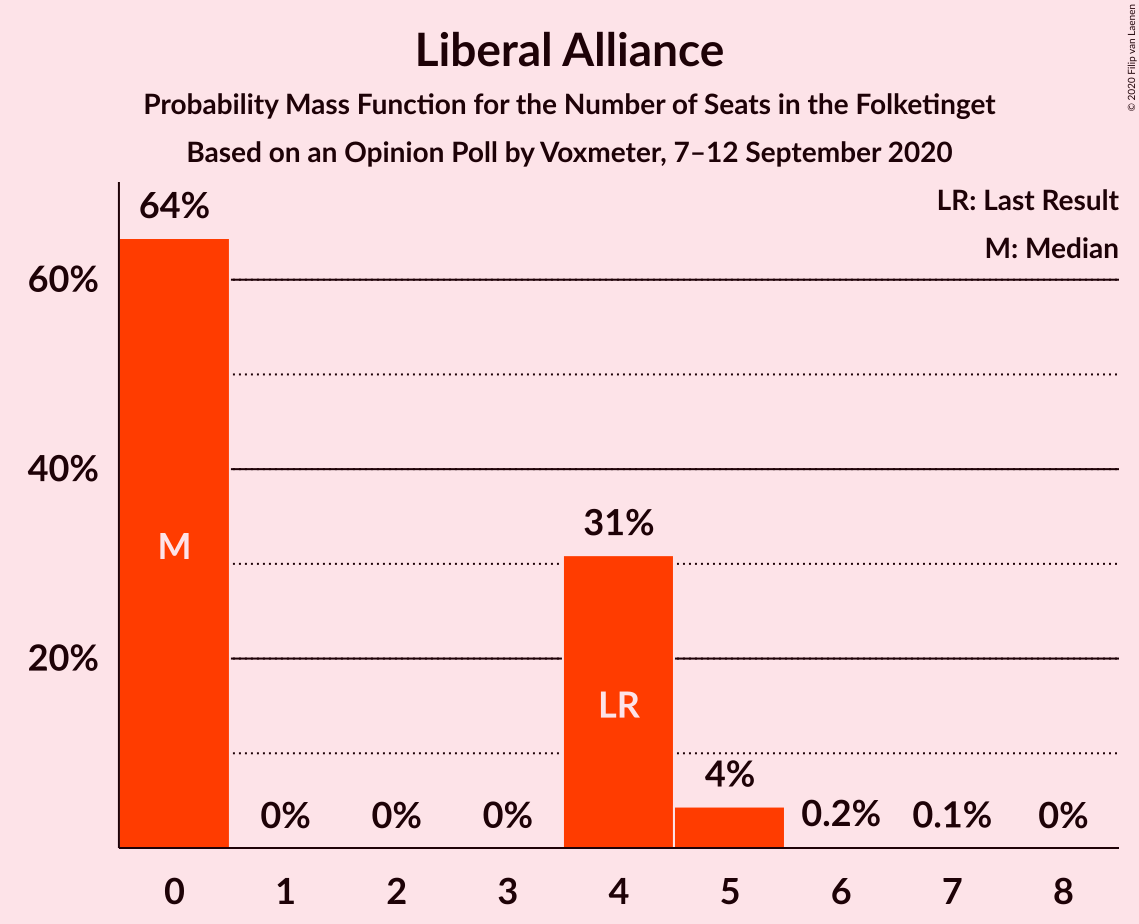 Liberal Alliance
Probability Mass Function for the Number of Seats in the Folketinget
Based on an Opinion Poll by Voxmeter, 7–12 September 2020
© 2020 Filip van Laenen
LR: Last Result
M: Median
64%
60%
40%
20%
M
0%
0%
0%
31%
LR
4%
0.2%
0.1%
0%
0
1
2
3
4
5
6
7
8